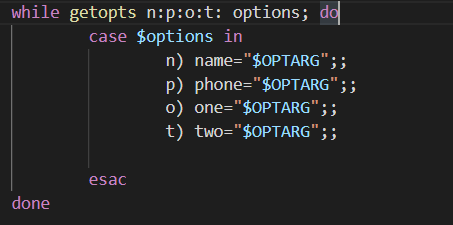 while getopts n:p:o:t: options; do
case $options in
n) name="$OPTARG";;
p) phone="$OPTARG";;
o) one="$OPTARG";;
t) two="$OPTARG";;
esac
done